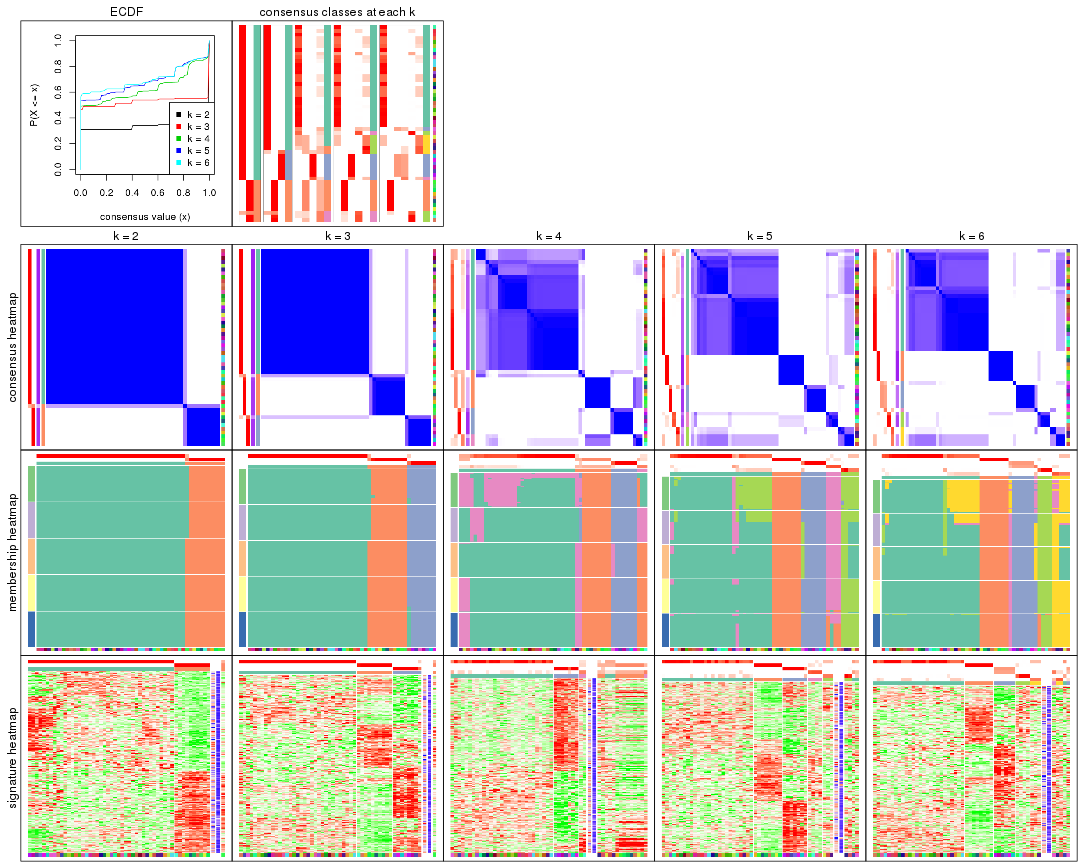 ECDF
consensus classes at each k
P(X <= x)
0.0 0.2 0.4 0.6 0.8 1.0
k = 2
k = 3
k = 4
k = 5
k = 6
0.0 0.2 0.4 0.6 0.8 1.0
consensus value (x)
k = 2
k = 3
k = 4
k = 5
k = 6
consensus heatmap
membership heatmap
signature heatmap